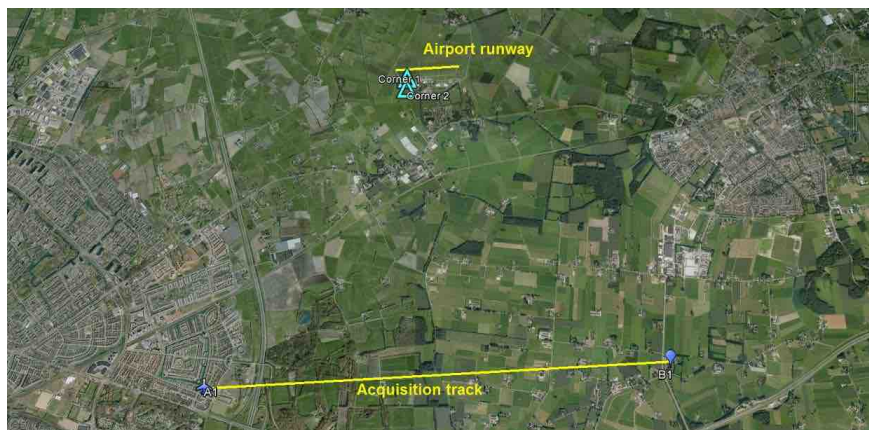 Airport runway
Corner 1
Corner 2
A1
Acquisition track
B1